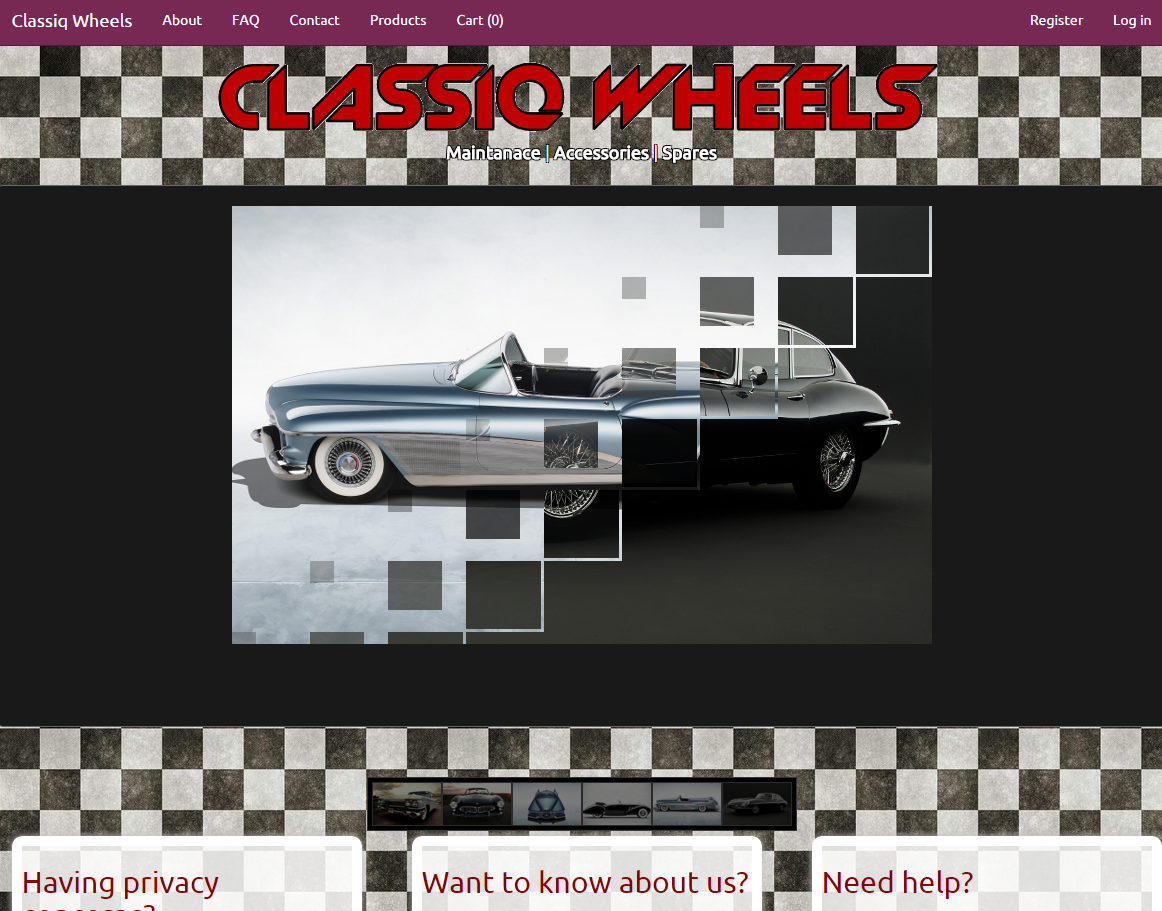 Classiq Wheels About FAQ Contact Products Cart (0) Register Log in
CLASSIQ WHEELS
Maintanace | Accessories | Spares
Having privacy
concerns?
Want to know about us?
Need help?